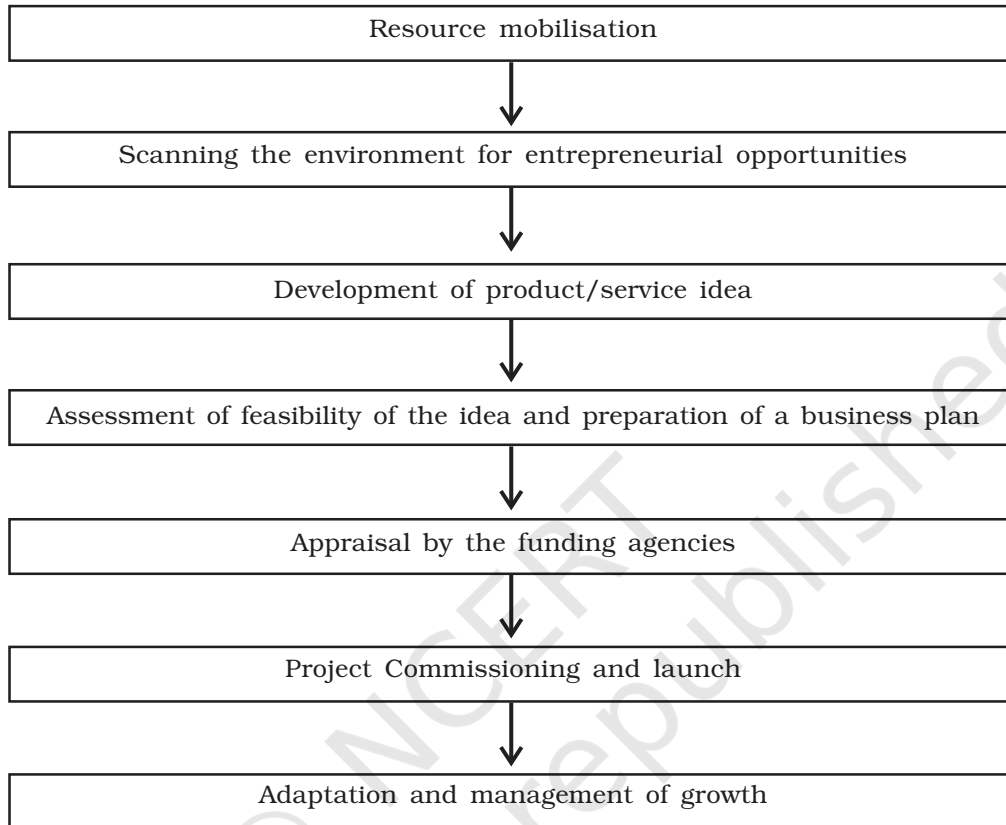 Resource mobilisation
Scanning the environment for entrepreneurial opportunities
Development of product/service idea
Assessment of feasibility of the idea and preparation of a business plan
Appraisal by the funding agencies
Project Commissioning and launch
Adaptation and management of growth
© NCERT
republished